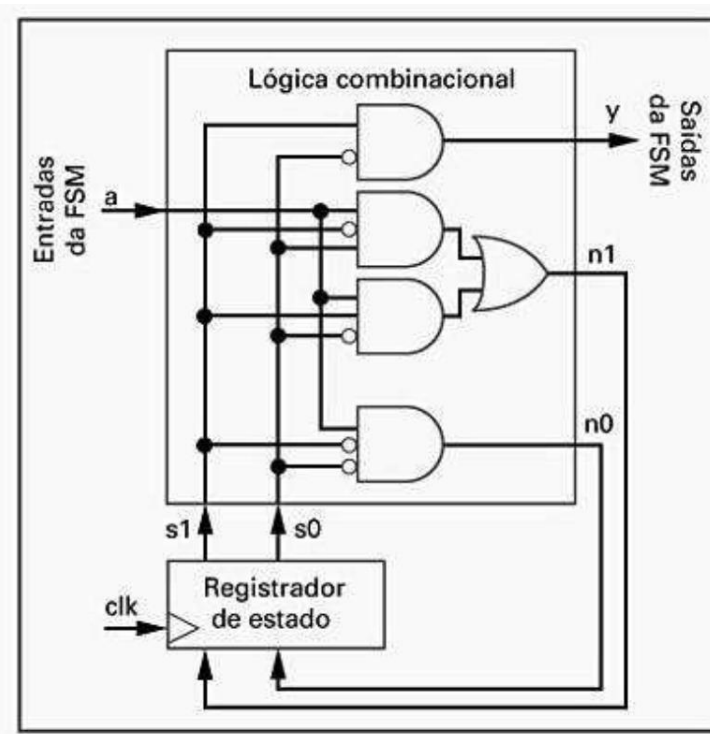 Lógica combinacional
y
Saídas
da FSM
Entradas
da FSM
a
n1
n0
s1
s0
Registrador
de estado
clk